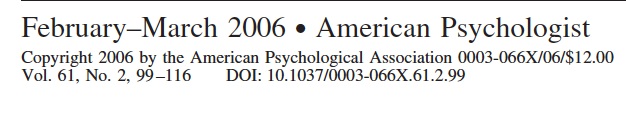 February–March 2006 • American Psychologist
Copyright 2006 by the American Psychological Association 0003-066X/06/$12.00
Vol. 61, No. 2, 99–116 DOI: 10.1037/0003-066X.61.2.99